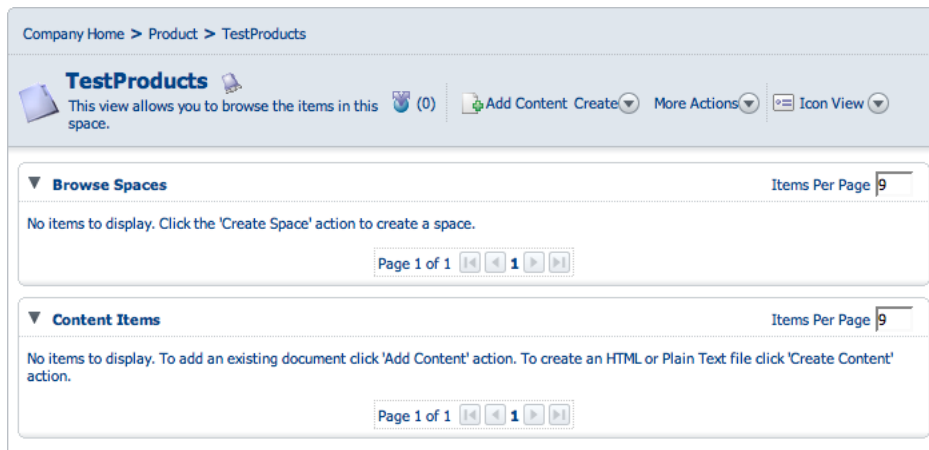 Company Home > Product > TestProducts
TestProducts
This view allows you to browse the items in this
space.
(0)
Add Content Create More Actions Icon View
Browse Spaces Items Per Page 9
No items to display. Click the 'Create Space' action to create a space.
Page 1 of 1 1
Content Items Items Per Page 9
No items to display. To add an existing document click 'Add Content' action. To create an HTML or Plain Text file click 'Create Content'
action.
Page 1 of 1 1